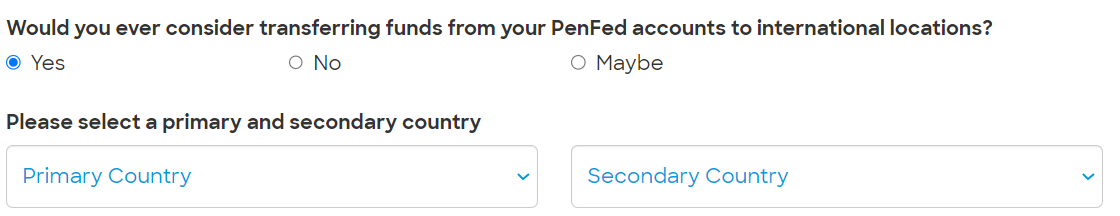 Would you ever consider transferring funds from your PenFed accounts to international locations?
Yes No Maybe
Please select a primary and secondary country
Primary Country Secondary Country